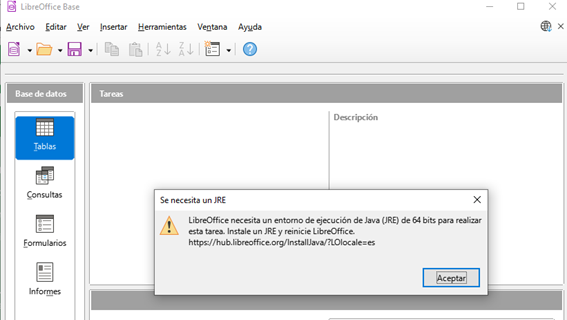 LibreOffice Base
Archivo Editar Ver Insertar Herramientas Ventana Ayuda
Base de datos
Tareas
Descripción
Tablas
Consultas
Formularios
Informes
Se necesita un JRE
LibreOffice necesita un entorno de ejecución de Java (JRE) de 64 bits para realizar
esta tarea. Instale un JRE y reinicie LibreOffice.
https://hub.libreoffice.org/InstallJava/?LOlocale=es
Aceptar